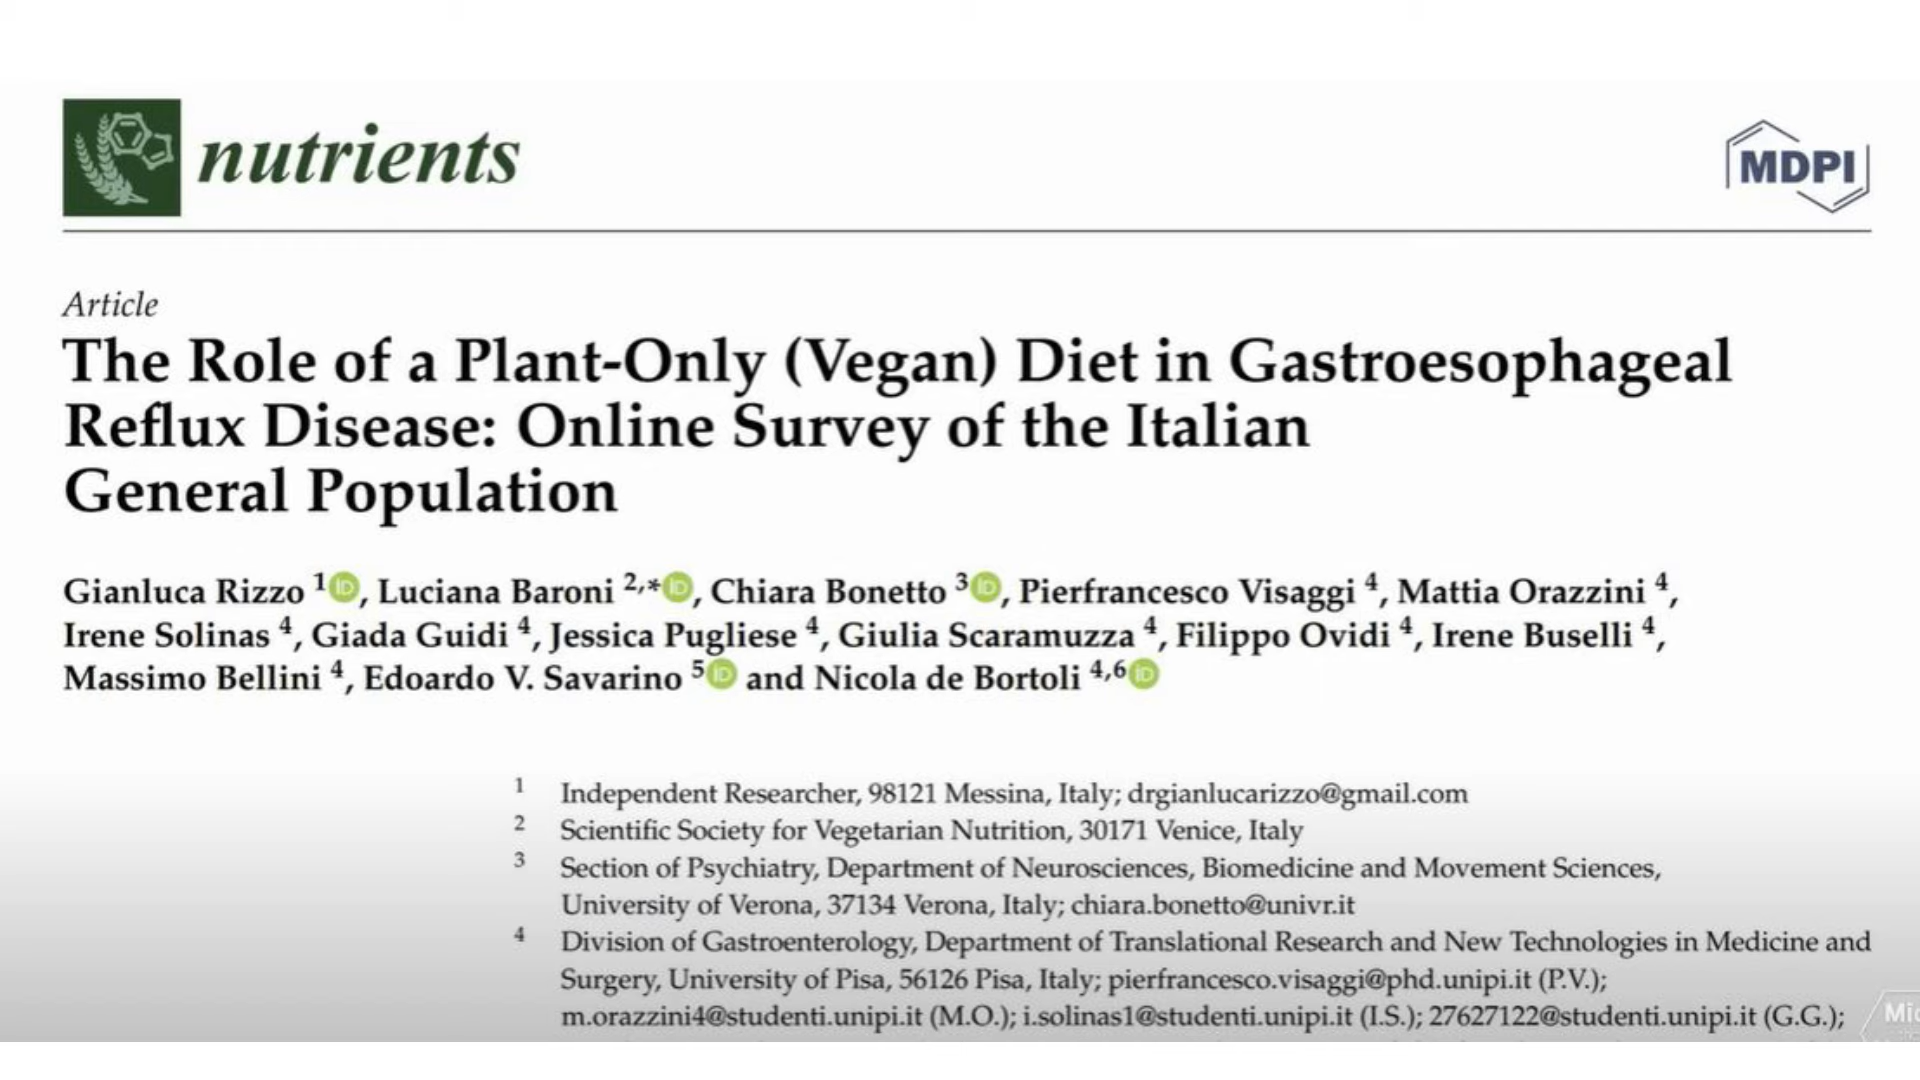 nutrients
MDPI
Article
The Role of a Plant-Only (Vegan) Diet in Gastroesophageal
Reflux Disease: Online Survey of the Italian
General Population
Gianluca Rizzo 1 iD, Luciana Baroni 2,* iD, Chiara Bonetto 3 iD, Pierfrancesco Visaggi 4, Mattia Orazzini 4,
Irene Solinas 4, Giada Guidi 4, Jessica Pugliese 4, Giulia Scaramuzza 4, Filippo Ovidi 4, Irene Buselli 4,
Massimo Bellini 4, Edoardo V. Savarino 5 iD and Nicola de Bortoli 4,6 iD
1 Independent Researcher, 98121 Messina, Italy; drgianlucarizzo@gmail.com
2 Scientific Society for Vegetarian Nutrition, 30171 Venice, Italy
3 Section of Psychiatry, Department of Neurosciences, Biomedicine and Movement Sciences,
University of Verona, 37134 Verona, Italy; chiara.bonetto@univr.it
4 Division of Gastroenterology, Department of Translational Research and New Technologies in Medicine and
Surgery, University of Pisa, 56126 Pisa, Italy; pierfrancesco.visaggi@phd.unipi.it (P.V.);
m.orazzini4@studenti.unipi.it (M.O.); i.solinas1@studenti.unipi.it (I.S.); 27627122@studenti.unipi.it (G.G.);